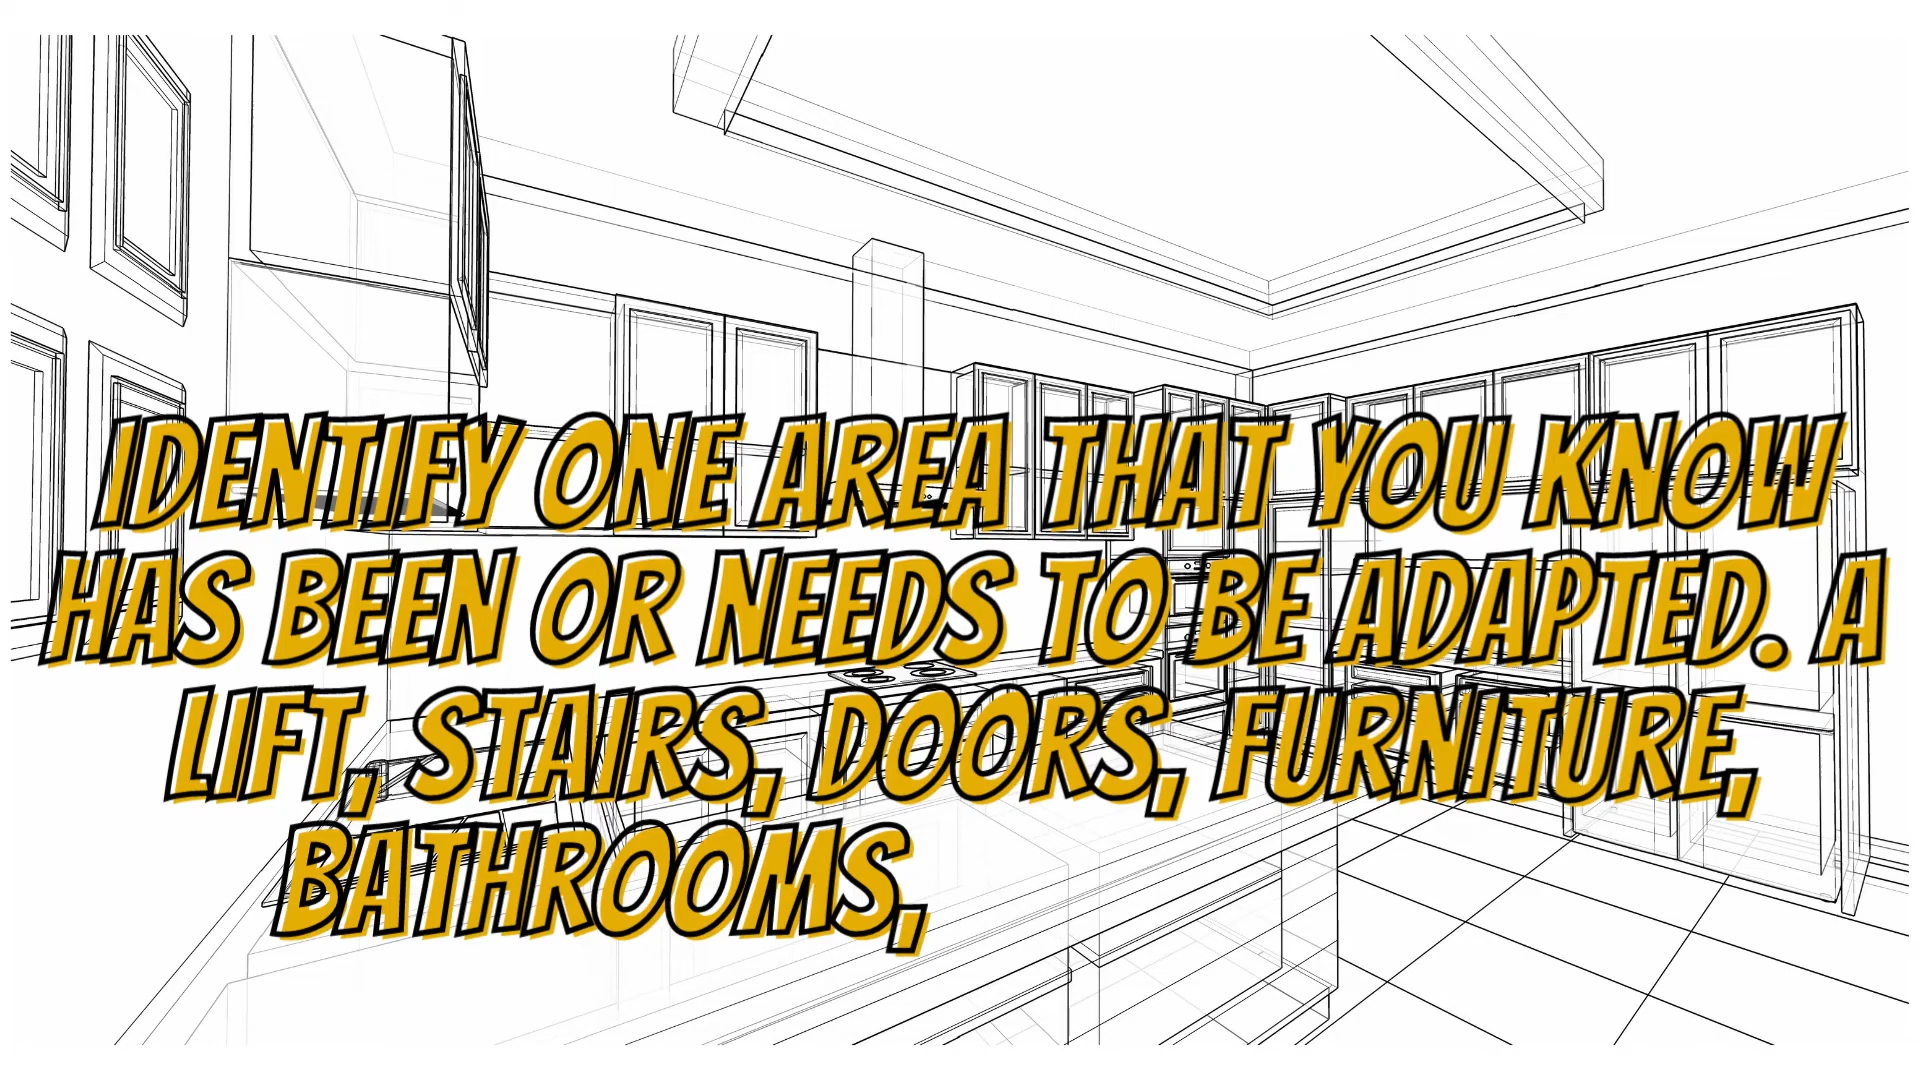 IDENTIFY ONE AREA THAT YOU KNOW
HAS BEEN OR NEEDS TO BE ADAPTED. A
LIFT, STAIRS, DOORS, FURNITURE,
BATHROOMS,